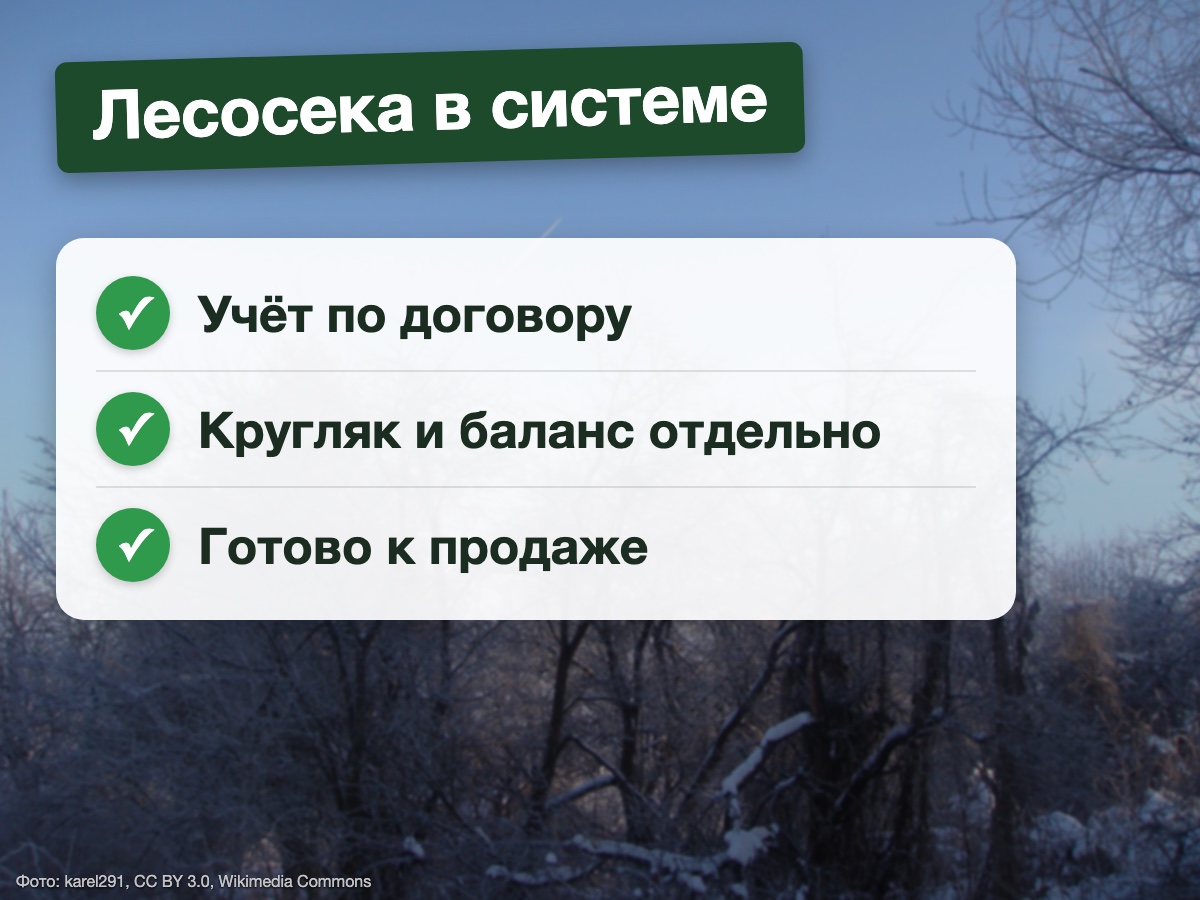 Лесосека в системе
Учёт по договору
Кругляк и баланс отдельно
Готово к продаже
Фото: karel291, CC BY 3.0, Wikimedia Commons